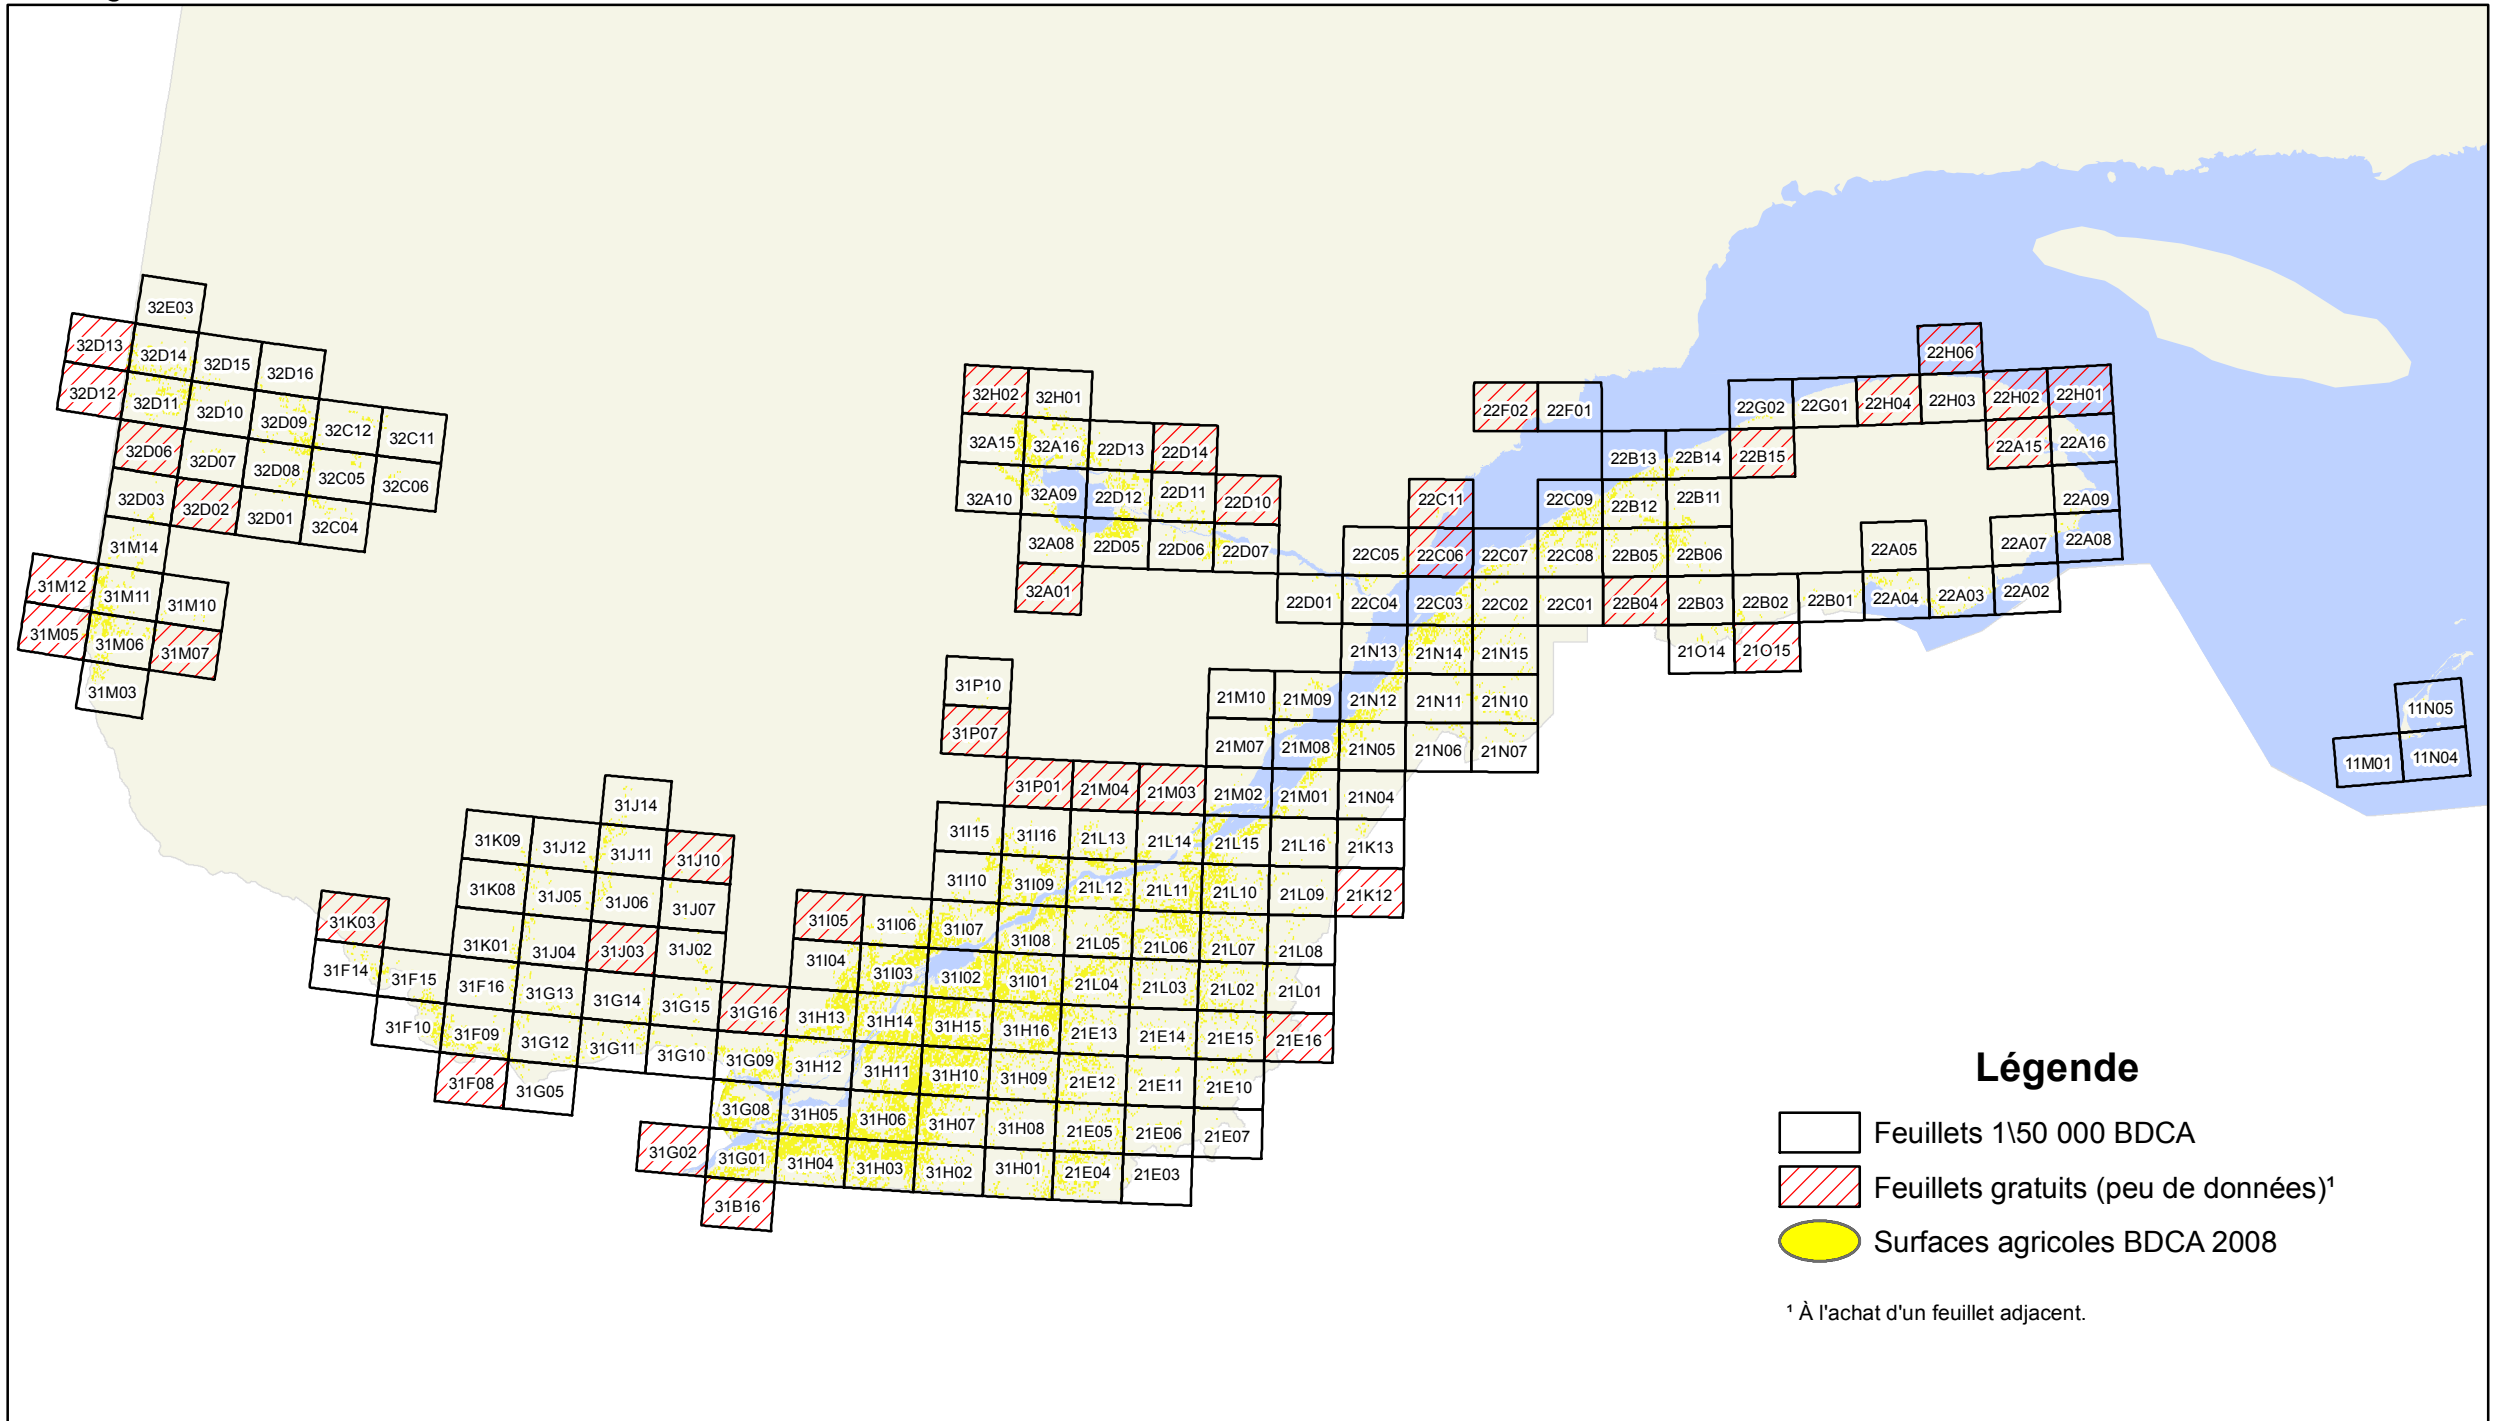 32E03
32D13
32D14
32D15
32D16
32D12
32D11
32D10
32D09
32C12
32C11
32D06
32D07
32D08
32C05
32C06
32D03
32D02
32D01
32C04
31M14
31M12
31M11
31M10
31M05
31M06
31M07
31M03
32H02
32H01
32A15
32A16
22D13
22D14
32A10
32A09
22D12
22D11
22D10
32A08
22D05
22D06
22D07
32A01
22H06
22F02
22F01
22G02
22G01
22H04
22H03
22H02
22H01
22B13
22B14
22B15
22A15
22A16
22C11
22C09
22B12
22B11
22A09
22C05
22C06
22C07
22C08
22B05
22B06
22A05
22A07
22A08
22D01
22C04
22C03
22C02
22C01
22B04
22B03
22B02
22B01
22A04
22A03
22A02
21N13
21N14
21N15
21O14
21O15
31P10
21M10
21M09
21N12
21N11
21N10
31P07
21M07
21M08
21N05
21N06
21N07
11N05
11M01
11N04
31P01
21M04
21M03
21M02
21M01
21N04
31J14
31K09
31J12
31J11
31J10
31I15
31I16
21L13
21L14
21L15
21L16
21K13
31K08
31J05
31J06
31J07
31I10
31I09
21L12
21L11
21L10
21L09
21K12
31K03
31K01
31J04
31J03
31J02
31I05
31I06
31I07
31I08
21L05
21L06
21L07
21L08
31F14
31F15
31F16
31G13
31G14
31G15
31G16
31I04
31I03
31I02
31I01
21L04
21L03
21L02
21L01
31F10
31F09
31G12
31G11
31G10
31G09
31H13
31H14
31H15
31H16
21E13
21E14
21E15
21E16
31F08
31G05
31H12
31H11
31H10
31H09
21E12
21E11
21E10
31G08
31H05
31H06
31H07
31H08
21E05
21E06
21E07
31G02
31G01
31H04
31H03
31H02
31H01
21E04
21E03
31B16
Légende
Feuillets 1\50 000 BDCA
Feuillets gratuits (peu de données)¹
Surfaces agricoles BDCA 2008
¹ À l'achat d'un feuillet adjacent.